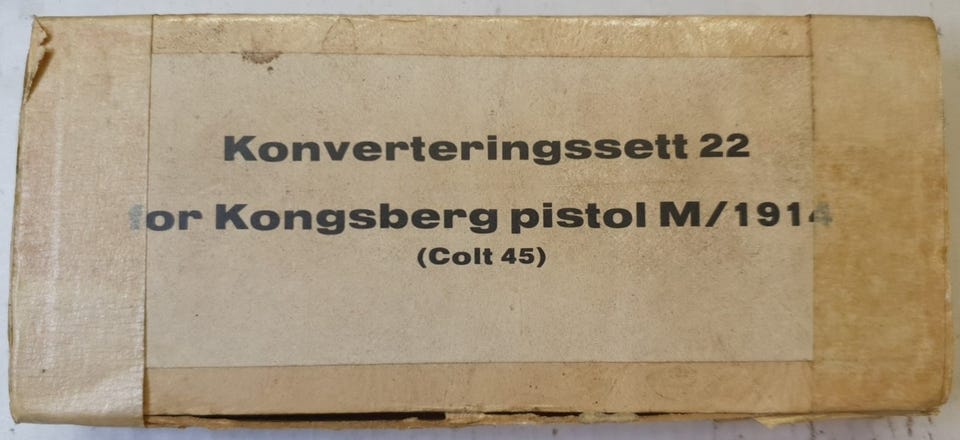 Konverteringssett 22
for Kongsberg pistol M/1914
(Colt 45)